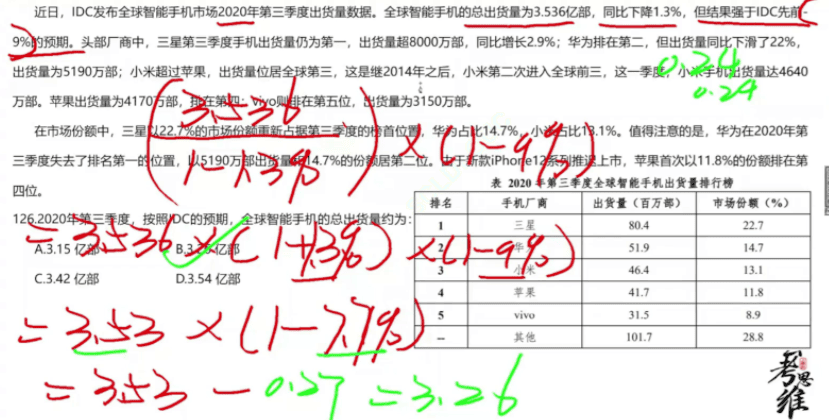 近日，IDC发布全球智能手机市场2020年第三季度出货量数据。全球智能手机的总出货量为3.536亿部，同比下降1.3%，但结果强于IDC先前-
9%的预期。头部厂商中，三星第三季度手机出货量仍为第一，出货量超8000万部，同比增长2.9%；华为排在第二，但出货量同比下滑了22%，
出货量为5190万部；小米超过苹果，出货量位居全球第三，这是继2014年之后，小米第二次进入全球前三，这一季度，小米手机出货量达4640
万部。苹果出货量为4170万部，排在第四；vivo则排在第五位，出货量为3150万部。
0.24
0.29
在市场份额中，三星以22.7%的市场份额重新占据第三季度的榜首位置，华为占比14.7%，小米占比13.1%。值得注意的是，华为在2020年第
三季度失去了排名第一的位置，以5190万部出货量和14.7%的份额居第二位。由于新款iPhone12系列推迟上市，苹果首次以11.8%的份额排在第
四位。
(3.536/1-1.3%)×(1-9%)
表 2020年第三季度全球智能手机出货量排行榜
排名 手机厂商 出货量（百万部） 市场份额（%）
1 三星 80.4 22.7
2 华 51.9 14.7
3 小米 46.4 13.1
4 苹果 41.7 11.8
5 vivo 31.5 8.9
-- 其他 101.7 28.8
126.2020年第三季度，按照IDC的预期，全球智能手机的总出货量约为：
A.3.15 亿部 B.3.26亿部
C.3.42 亿部 D.3.54 亿部
=3.536×(1+1.3%)×(1-9%)
=3.53×(1-7.7%)
=3.53-0.27=3.26
考思维